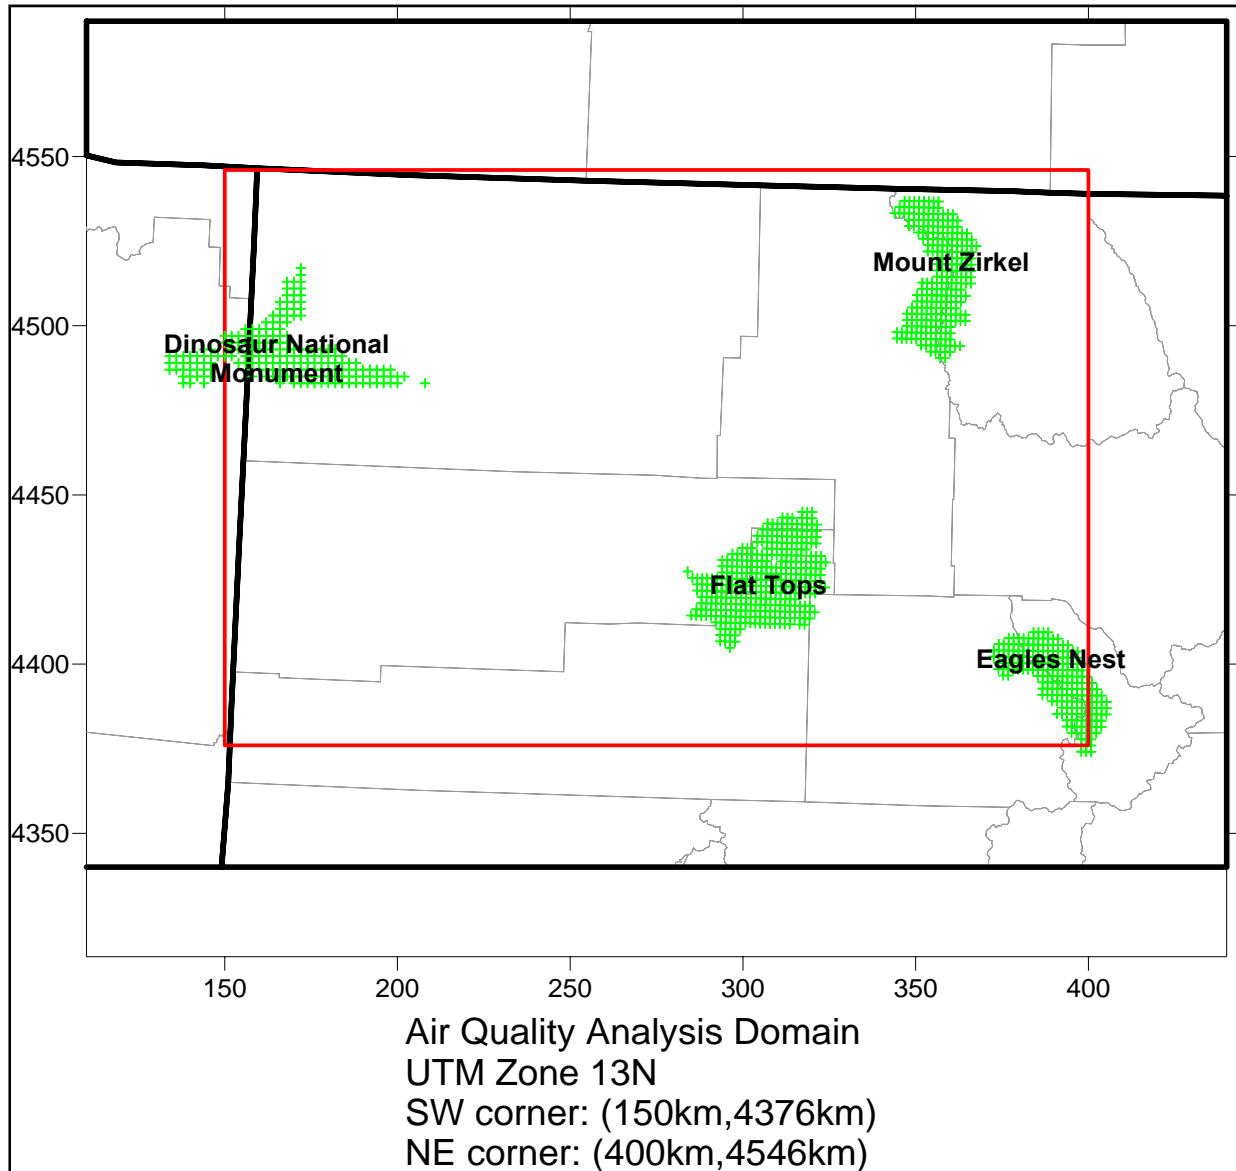 4550
4500
4450
4400
4350
Mount Zirkel
Dinosaur National
Monument
Flat Tops
Eagles Nest
150
200
250
300
350
400
Air Quality Analysis Domain
UTM Zone 13N
SW corner: (150km,4376km)
NE corner: (400km,4546km)